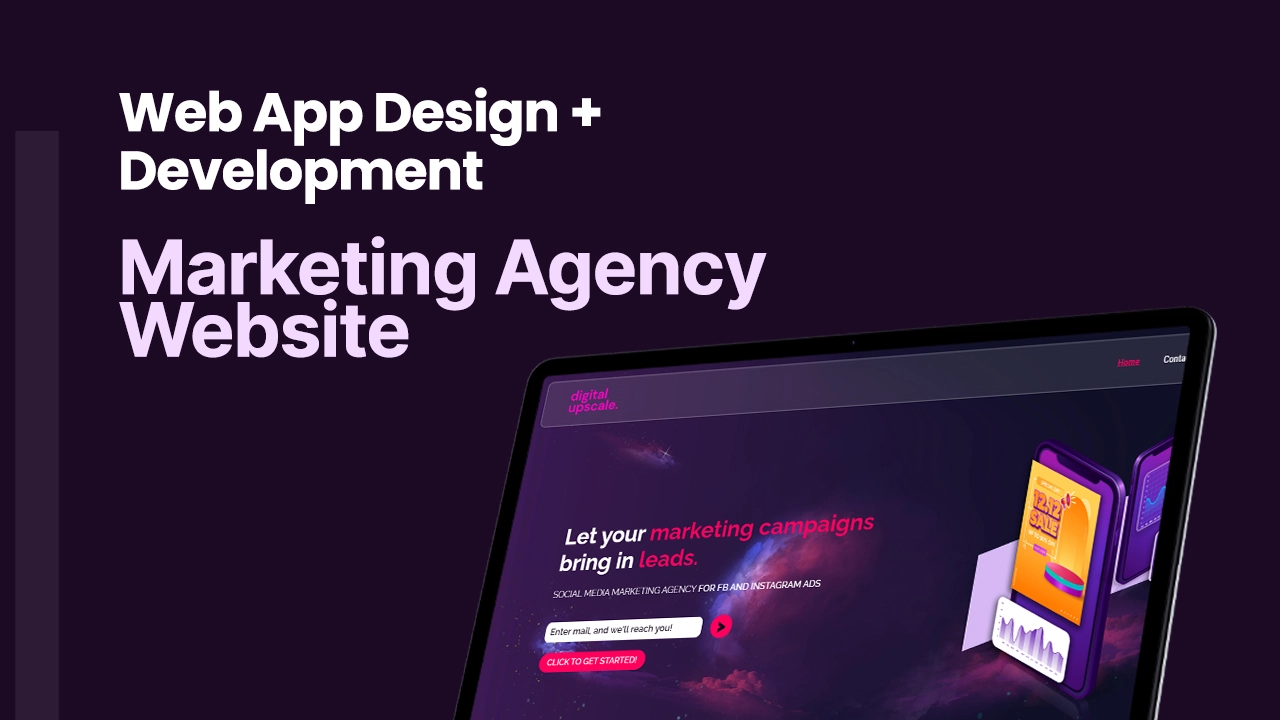 Web App Design +
Development
Marketing Agency
Website
digital
upscale.
Home
Conta
Let your marketing campaigns
bring in leads.
SOCIAL MEDIA MARKETING AGENCY FOR FB AND INSTAGRAM ADS
Enter mail, and we'll reach you!
CLICK TO GET STARTED!
12.12
SALE